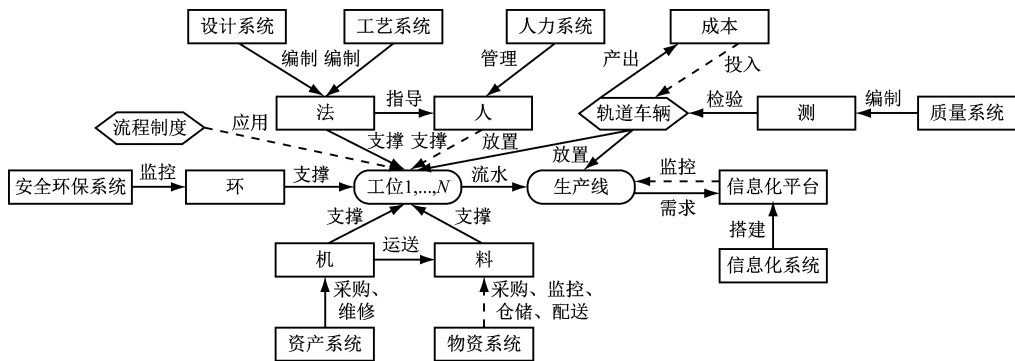 设计系统
工艺系统
人力系统
成本
编制
编制
管理
产出
投入
法
指导
人
轨道车辆
检验
测
编制
质量系统
流程制度
应用
支撑
支撑
放置
放置
安全环保系统
监控
环
支撑
工位1,...,N
流水
生产线
监控
需求
信息化平台
支撑
支撑
搭建
机
运送
料
信息化系统
采购、
维修
采购、监控、
仓储、配送
资产系统
物资系统